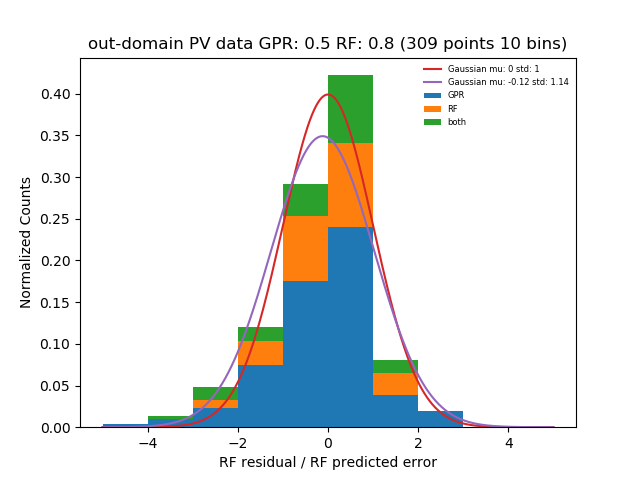 out-domain PV data GPR: 0.5 RF: 0.8 (309 points 10 bins)
Gaussian mu: 0 std: 1
Gaussian mu: -0.12 std: 1.14
GPR
RF
both
Normalized Counts
0.40
0.35
0.30
0.25
0.20
0.15
0.10
0.05
0.00
−4 −2 0 2 4
RF residual / RF predicted error